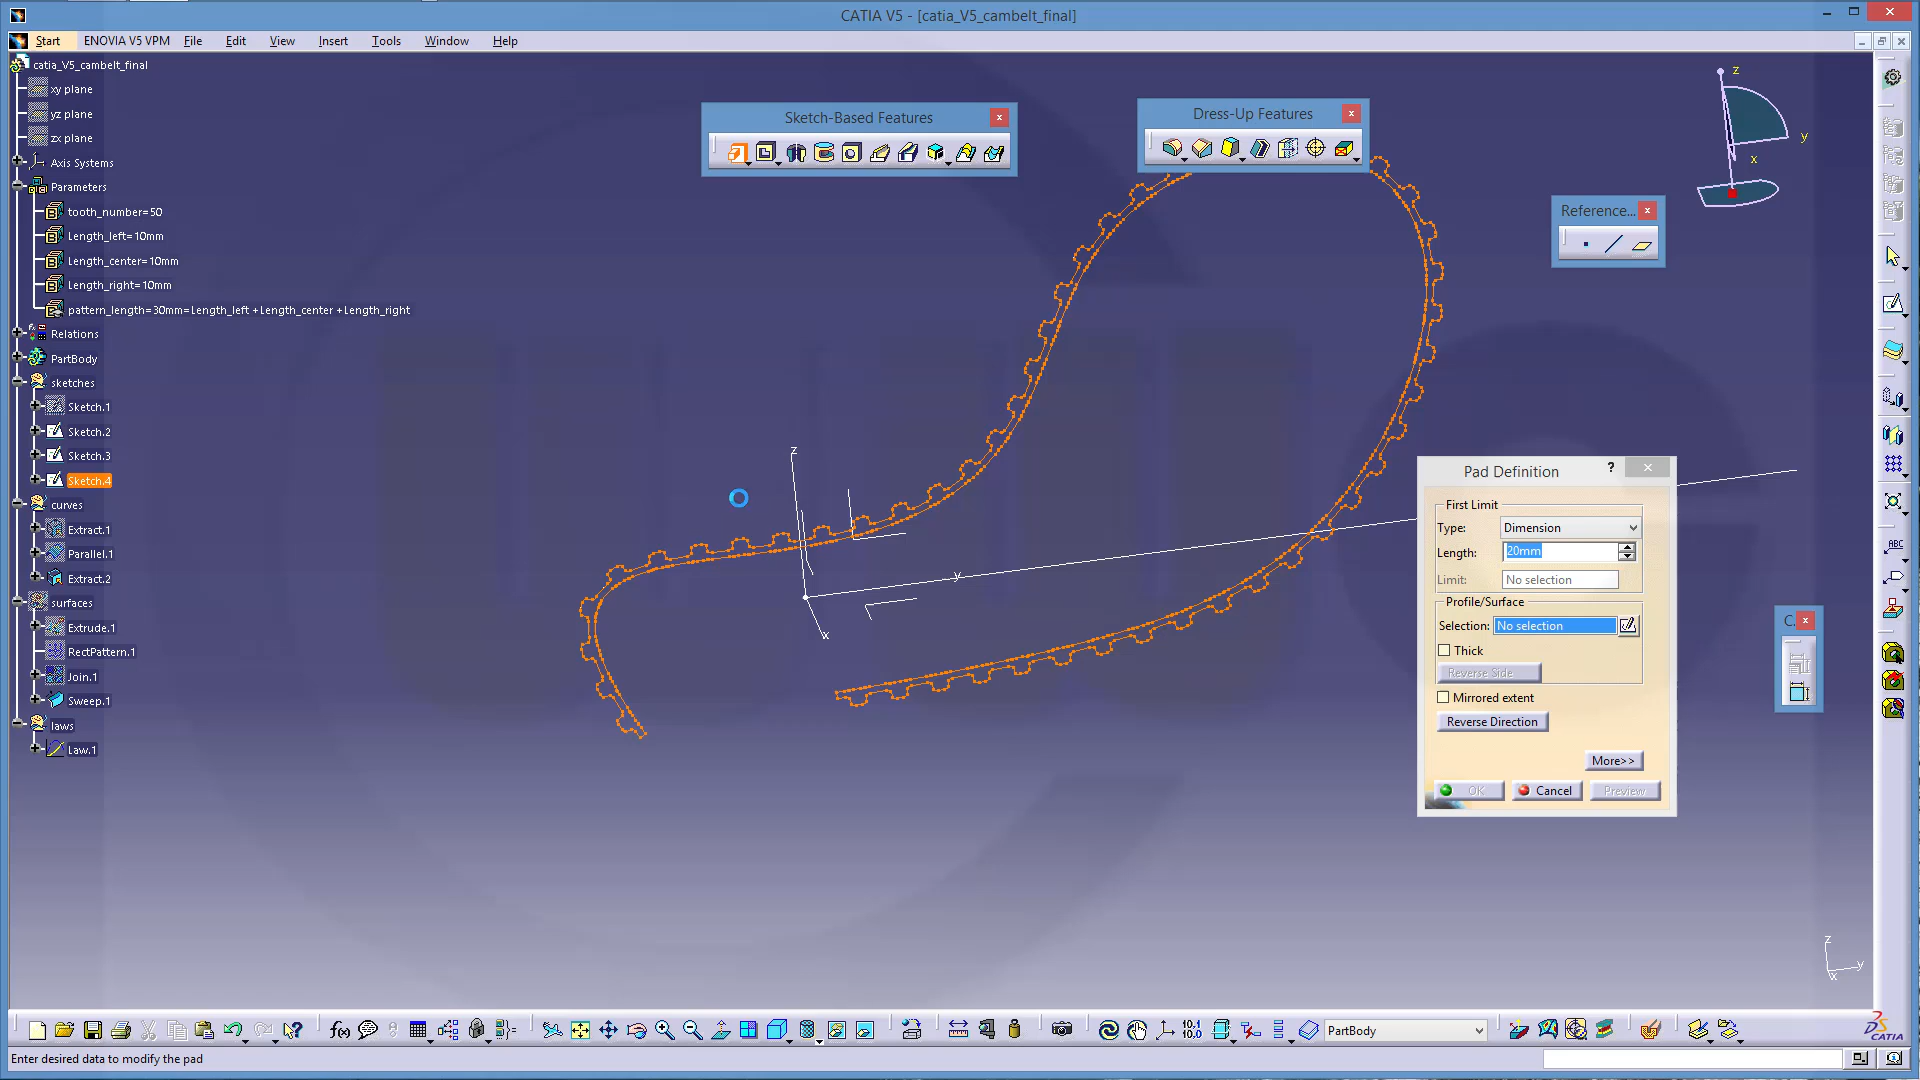 CATIA V5 - [catia_V5_cambelt_final]
Start ENOVIA V5 VPM File Edit View Insert Tools Window Help
catia_V5_cambelt_final
xy plane
yz plane
zx plane
Axis Systems
Parameters
tooth_number=50
Length_left=10mm
Length_center=10mm
Length_right=10mm
pattern_length=30mm=Length_left +Length_center +Length_right
Relations
PartBody
sketches
Sketch.1
Sketch.2
Sketch.3
Sketch.4
curves
Extract.1
Parallel.1
Extract.2
surfaces
Extrude.1
RectPattern.1
Join.1
Sweep.1
laws
Law.1
Sketch-Based Features
Dress-Up Features
Reference...
z
y
x
z
y
x
Pad Definition
?
First Limit
Type: Dimension
Length: 20mm
Limit: No selection
Profile/Surface
Selection: No selection
Thick
Reverse Side
Mirrored extent
Reverse Direction
More>>
OK Cancel Preview
C.
ABC
z
y
x
f(x)
10:1
PartBody
CATIA
Enter desired data to modify the pad